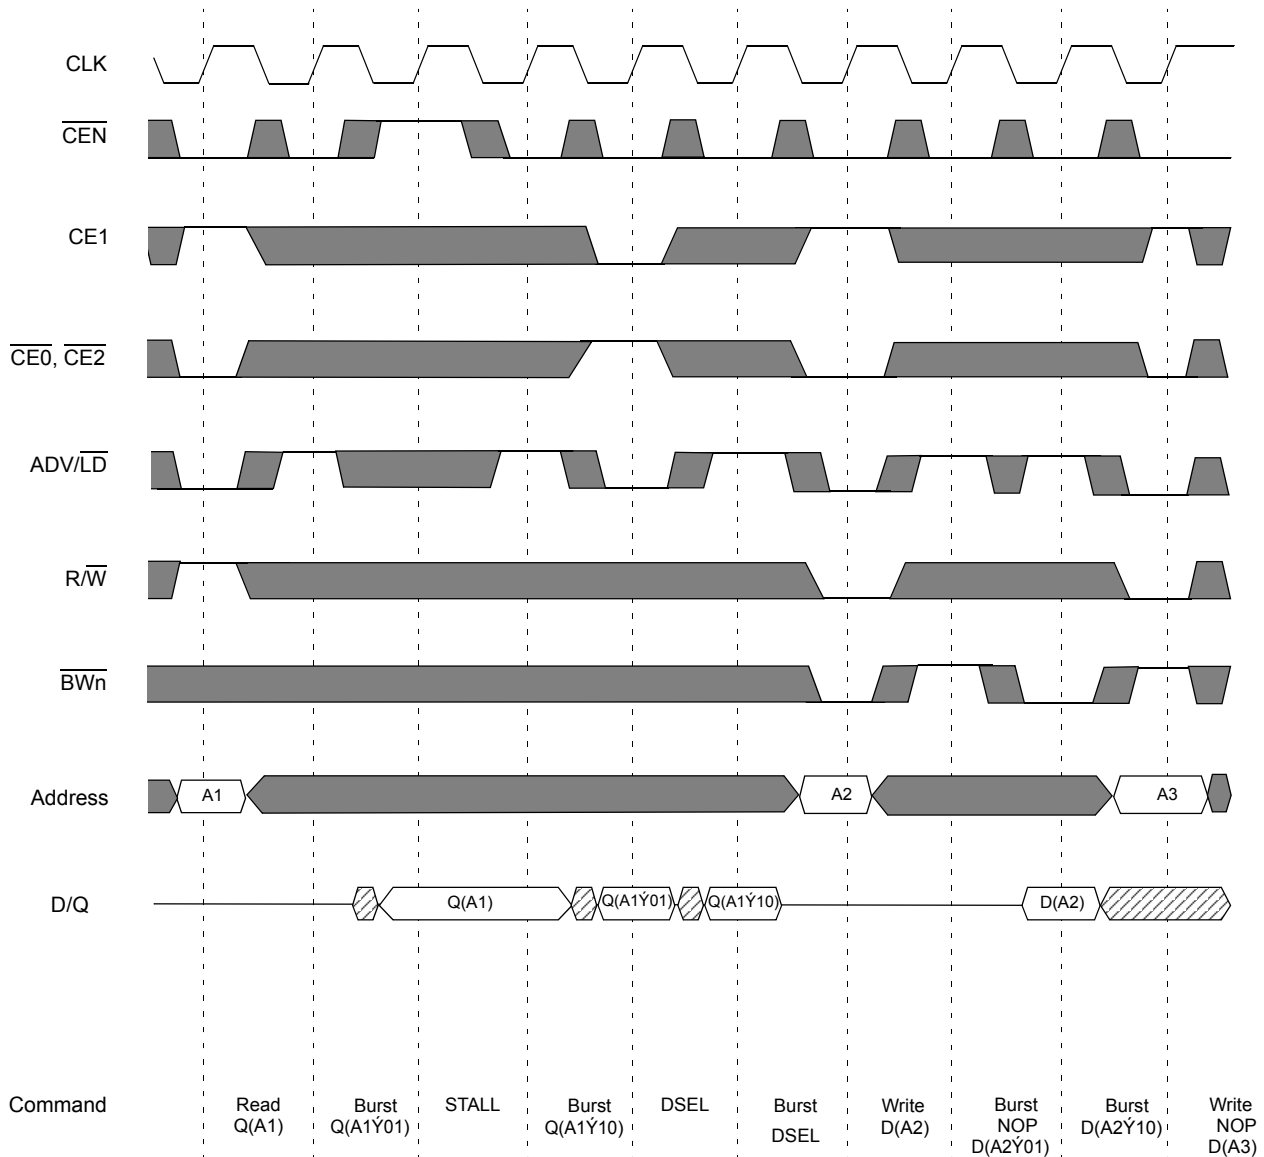 CLK
CEN
CE1
CE0, CE2
ADV/LD
R/W
BWn
Address
A1
A2
A3
D/Q
Q(A1)
Q(A1Ý01)
Q(A1Ý10)
D(A2)
Command
Read
Q(A1)
Burst
Q(A1Ý01)
STALL
Burst
Q(A1Ý10)
DSEL
Burst
DSEL
Write
D(A2)
Burst
NOP
D(A2Ý01)
Burst
D(A2Ý10)
Write
NOP
D(A3)